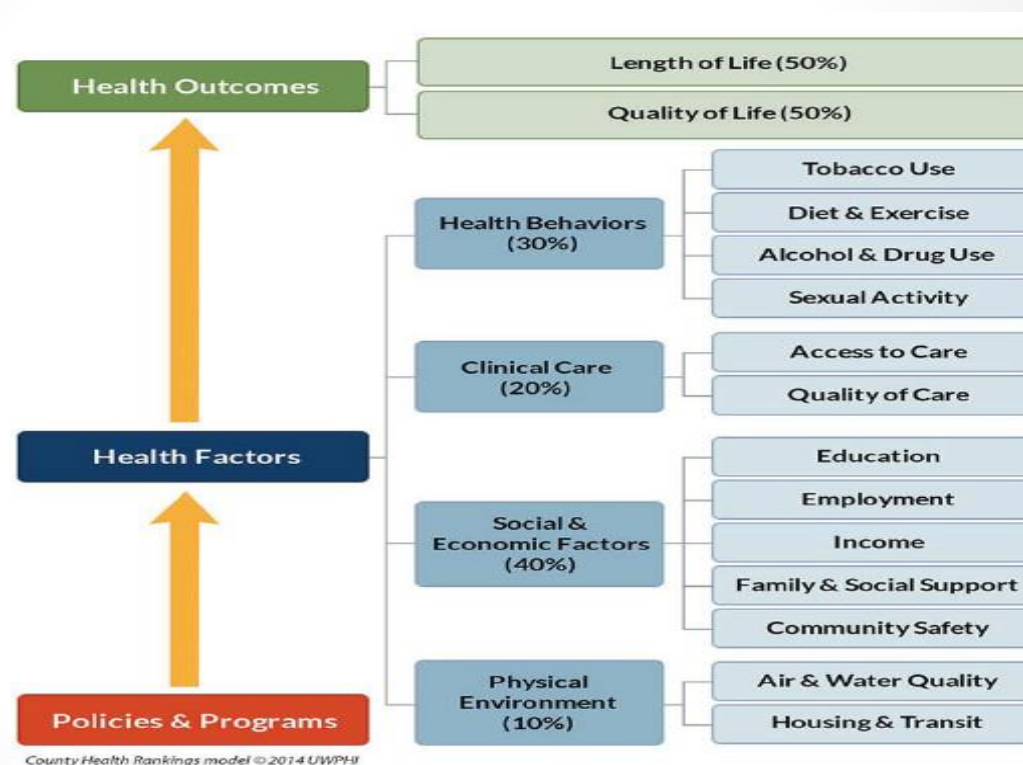 Health Outcomes
Length of Life (50%)
Quality of Life (50%)
Health Factors
Health Behaviors
(30%)
Tobacco Use
Diet & Exercise
Alcohol & Drug Use
Sexual Activity
Clinical Care
(20%)
Access to Care
Quality of Care
Social &
Economic Factors
(40%)
Education
Employment
Income
Family & Social Support
Community Safety
Physical
Environment
(10%)
Air & Water Quality
Housing & Transit
Policies & Programs
County Health Rankings model © 2014 UWPHI